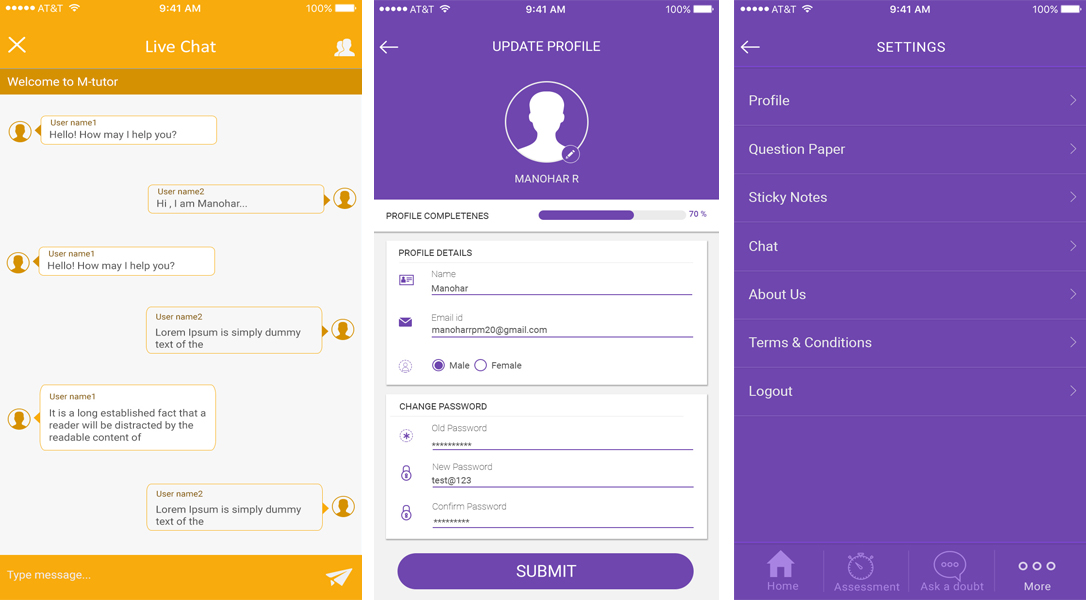 AT&T 9:41 AM 100%
Live Chat
Welcome to M-tutor
User name1
Hello! How may I help you?
User name2
Hi , I am Manohar...
User name1
Hello! How may I help you?
User name2
Lorem Ipsum is simply dummy
text of the
User name1
It is a long established fact that a
reader will be distracted by the
readable content of
User name2
Lorem Ipsum is simply dummy
text of the
Type message...
AT&T 9:41 AM 100%
UPDATE PROFILE
MANOHAR R
PROFILE COMPLETENES 70 %
PROFILE DETAILS
Name
Manohar
Email id
manoharrpm20@gmail.com
Male Female
CHANGE PASSWORD
Old Password
**********
New Password
test@123
Confirm Password
*********
SUBMIT
AT&T 9:41 AM 100%
SETTINGS
Profile
Question Paper
Sticky Notes
Chat
About Us
Terms & Conditions
Logout
Home Assessment Ask a doubt More